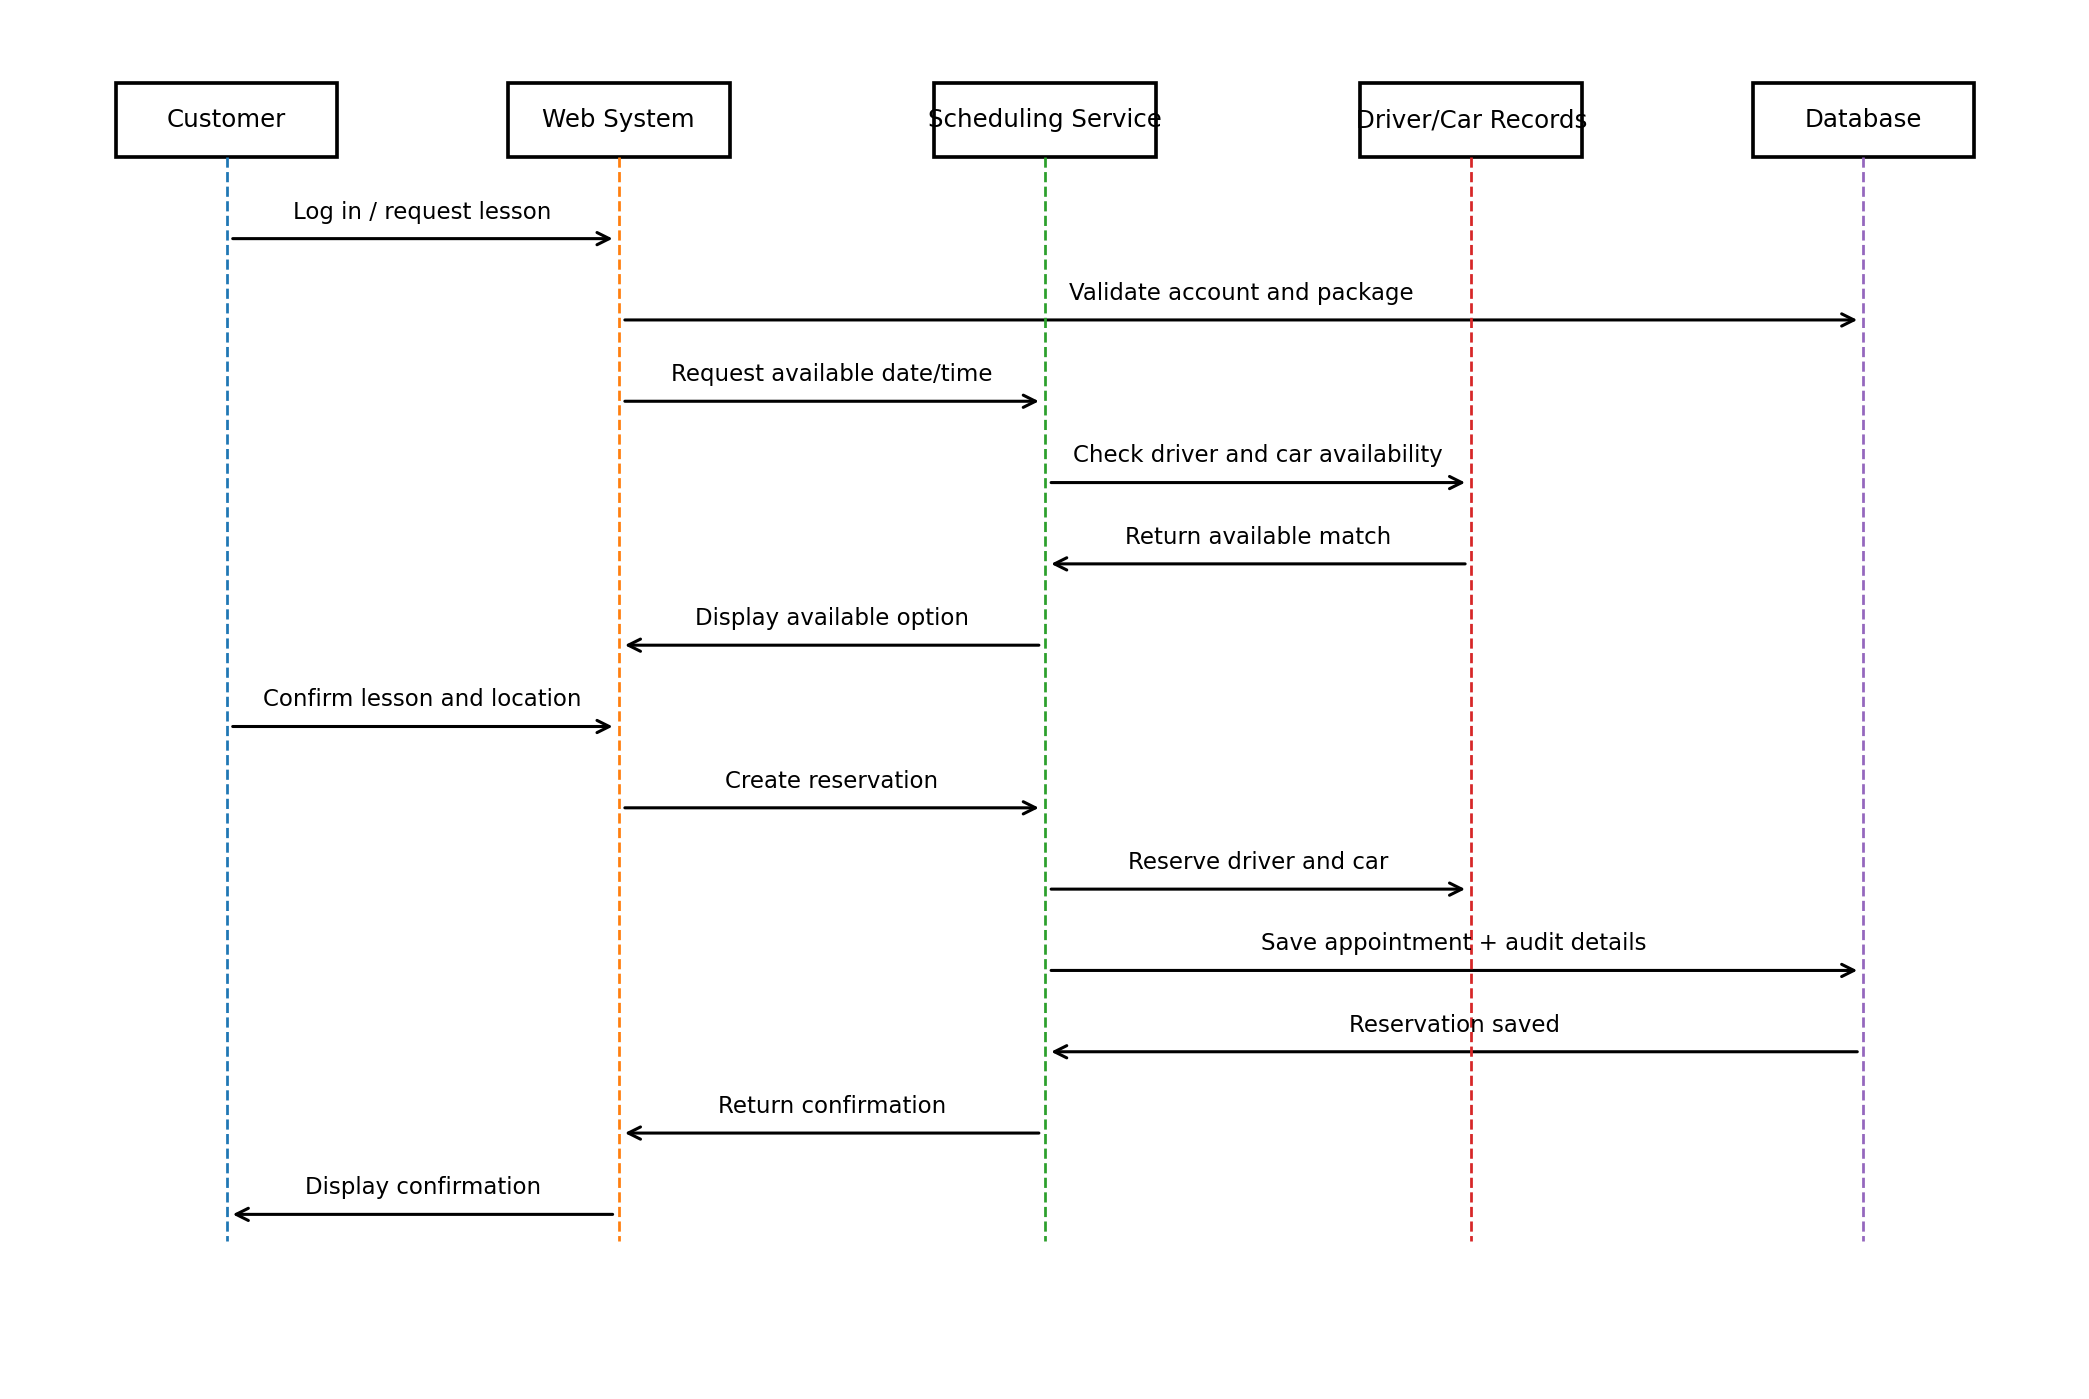 Customer
Web System
Scheduling Service
Driver/Car Records
Database
Log in / request lesson
Validate account and package
Request available date/time
Check driver and car availability
Return available match
Display available option
Confirm lesson and location
Create reservation
Reserve driver and car
Save appointment + audit details
Reservation saved
Return confirmation
Display confirmation